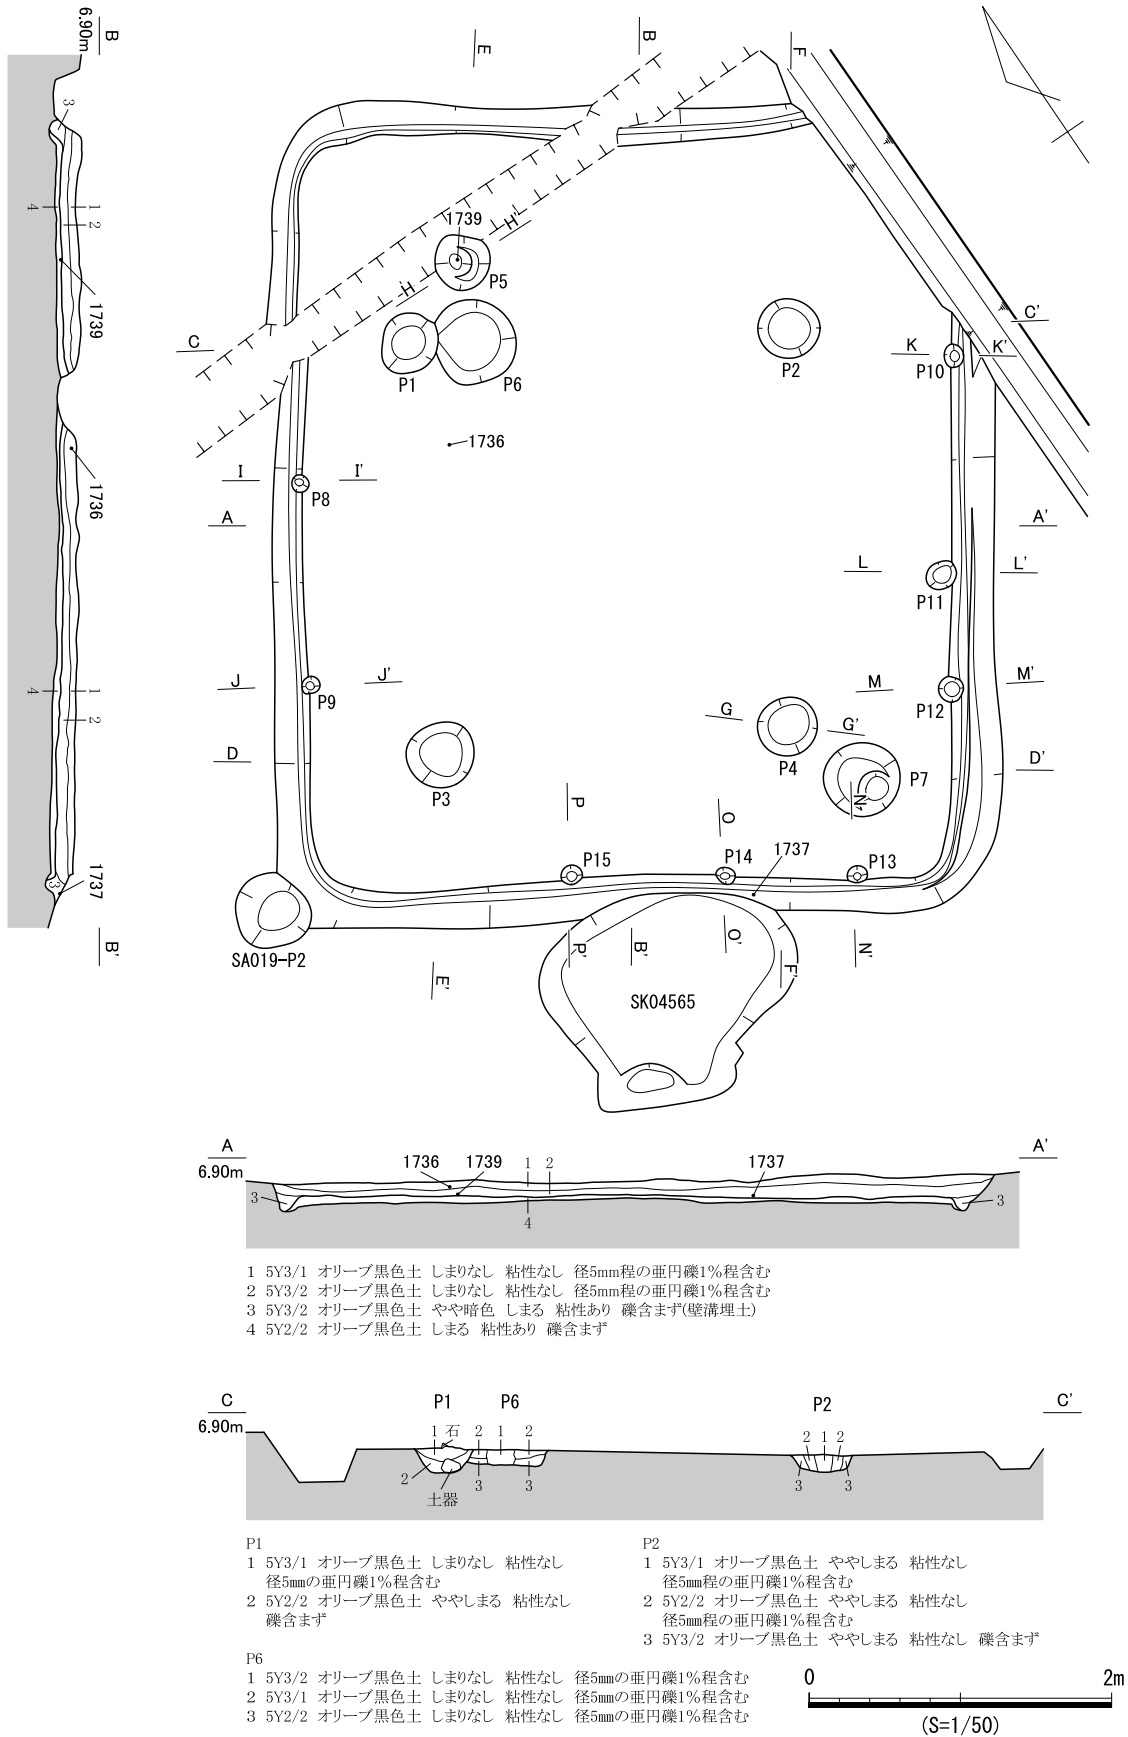 B
6.90m
3
1
2
4
1739
1736
1
2
4
3
1737
B'
E
B
F
1739
H'
H
P5
C
C'
P1
P6
P2
K
K'
P10
1736
I
I'
P8
A
A'
L
L'
P11
J
J'
P9
M
M'
P12
G
G'
P4
D
D'
P3
P7
P
O
N
P15
P14
1737
P13
SA019-P2
E'
P'
B'
O'
F'
N'
SK04565
A
A'
6.90m
1736
1739
1
2
1737
3
3
4
1 5Y3/1 オリーブ黒色土 しまりなし 粘性なし 径5mm程の亜円礫1%程含む
2 5Y3/2 オリーブ黒色土 しまりなし 粘性なし 径5mm程の亜円礫1%程含む
3 5Y3/2 オリーブ黒色土 やや暗色 しまる 粘性あり 礫含まず(壁溝埋土)
4 5Y2/2 オリーブ黒色土 しまる 粘性あり 礫含まず
C
P1
P6
P2
C'
6.90m
1 石 2 1 2
2 1 2
2
3 3
3 3
土器
P1
1 5Y3/1 オリーブ黒色土 しまりなし 粘性なし
径5mmの亜円礫1%程含む
2 5Y2/2 オリーブ黒色土 ややしまる 粘性なし
礫含まず
P6
1 5Y3/2 オリーブ黒色土 しまりなし 粘性なし 径5mmの亜円礫1%程含む
2 5Y3/1 オリーブ黒色土 しまりなし 粘性なし 径5mmの亜円礫1%程含む
3 5Y2/2 オリーブ黒色土 しまりなし 粘性なし 径5mmの亜円礫1%程含む
P2
1 5Y3/1 オリーブ黒色土 ややしまる 粘性なし
径5mm程の亜円礫1%程含む
2 5Y2/2 オリーブ黒色土 ややしまる 粘性なし
径5mm程の亜円礫1%程含む
3 5Y3/2 オリーブ黒色土 ややしまる 粘性なし 礫含まず
0
2m
(S=1/50)